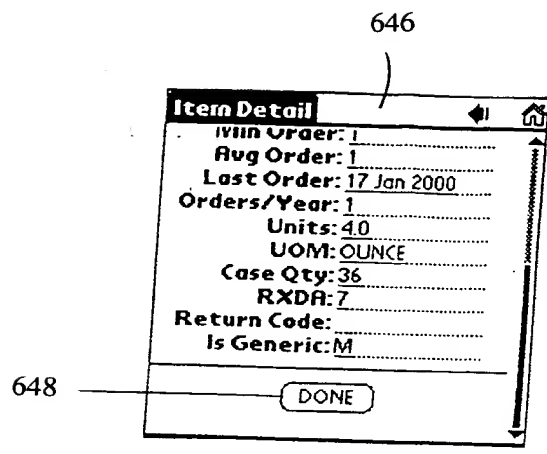 646
Item Detail
Min Order: 1
Avg Order: 1
Last Order: 17 Jan 2000
Orders/Year: 1
Units: 4.0
UOM: OUNCE
Case Qty: 36
RXDA: 7
Return Code:
Is Generic: M
648
DONE